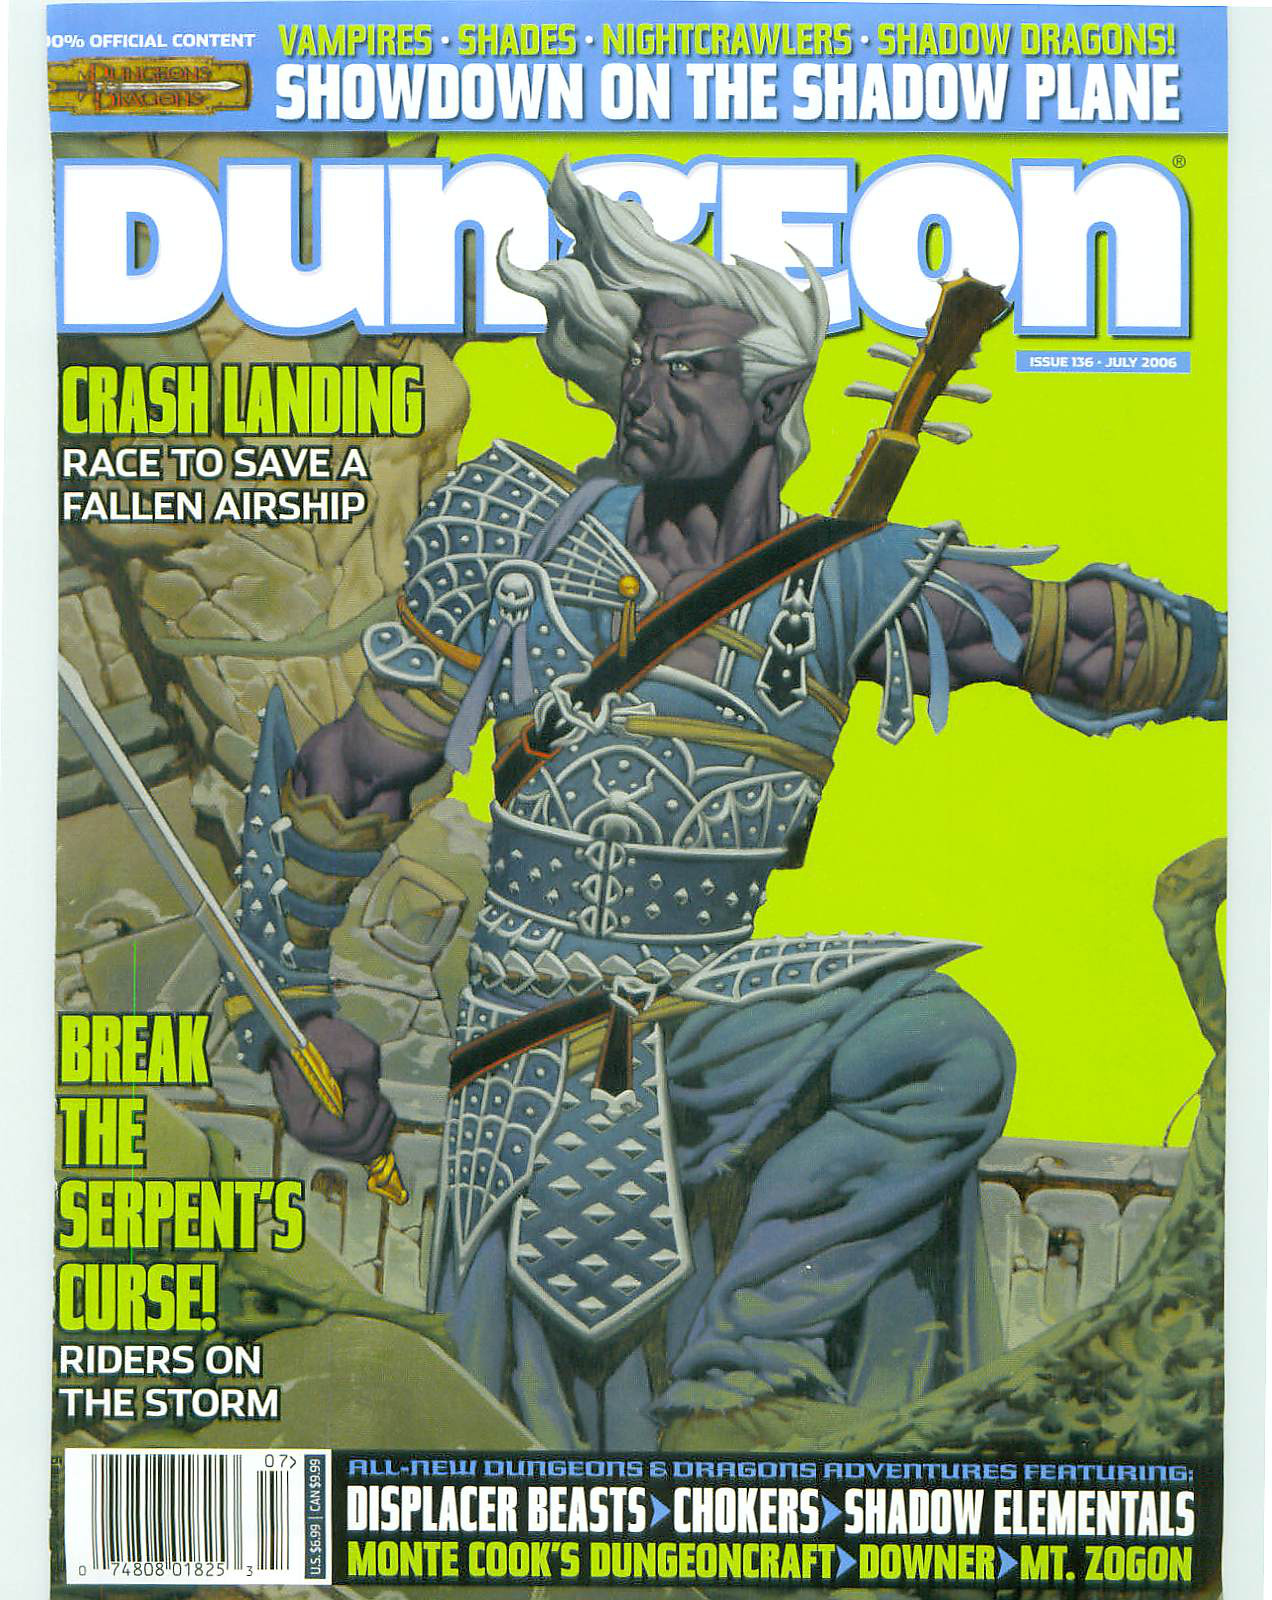 00% OFFICIAL CONTENT
DUNGEONS
DRAGONS
VAMPIRES · SHADES · NIGHTCRAWLERS · SHADOW DRAGONS!
SHOWDOWN ON THE SHADOW PLANE
DUNGEON®
ISSUE 136 · JULY 2006
CRASH LANDING
RACE TO SAVE A
FALLEN AIRSHIP
BREAK
THE
SERPENT'S
CURSE!
RIDERS ON
THE STORM
07>
0 74808 01825 3
U.S. $6.99 | CAN $9.99
ALL-NEW DUNGEONS & DRAGONS ADVENTURES FEATURING:
DISPLACER BEASTS > CHOKERS > SHADOW ELEMENTALS
MONTE COOK'S DUNGEONCRAFT > DOWNER > MT. ZOGON